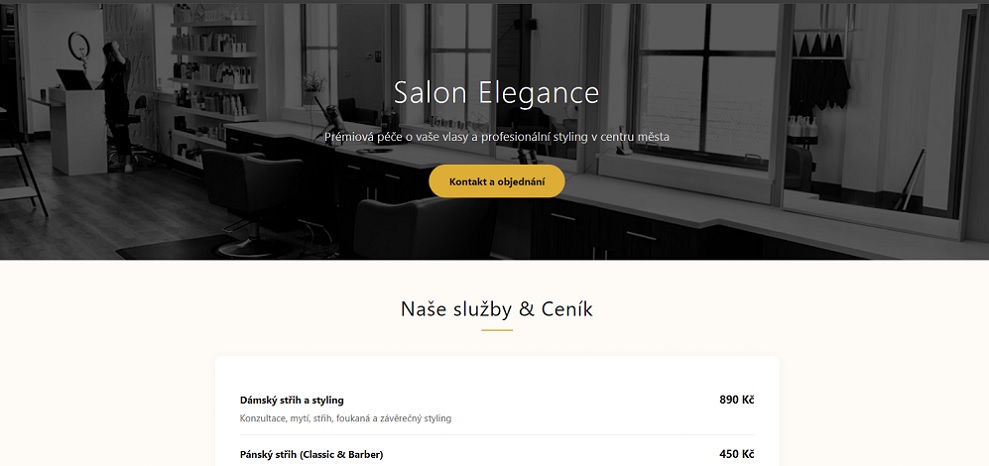 Salon Elegance
Prémiová péče o vaše vlasy a profesionální styling v centru města
Kontakt a objednání
Naše služby & Ceník
Dámský střih a styling 890 Kč
Konzultace, mytí, střih, foukaná a závěrečný styling
Pánský střih (Classic & Barber) 450 Kč